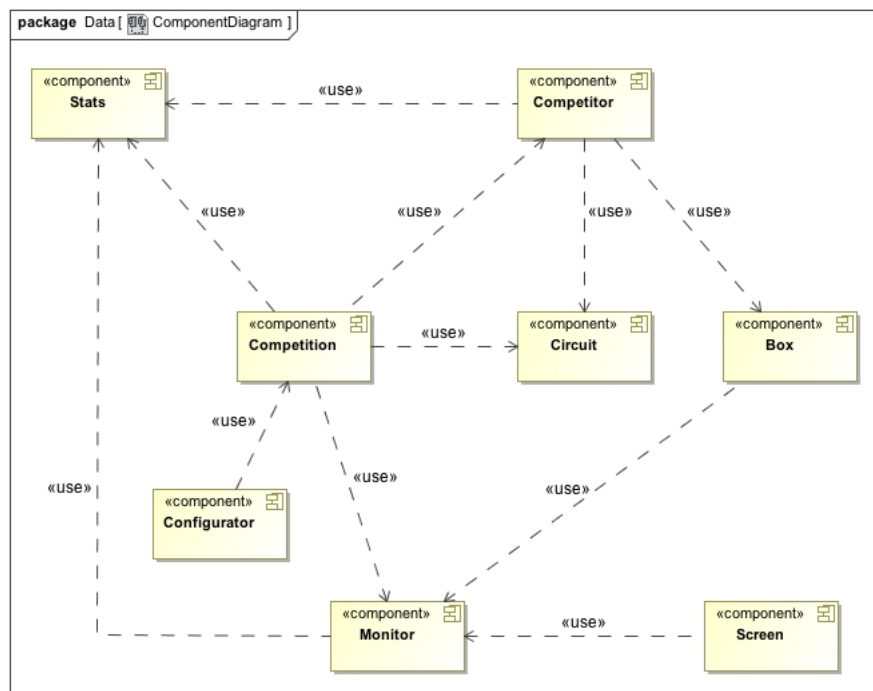 package Data [ ComponentDiagram ]
«component»
Stats
«use»
«component»
Competitor
«use»
«use»
«use»
«use»
«component»
Competition
«use»
«component»
Circuit
«component»
Box
«use»
«use»
«use»
«use»
«component»
Configurator
«component»
Monitor
«use»
«component»
Screen